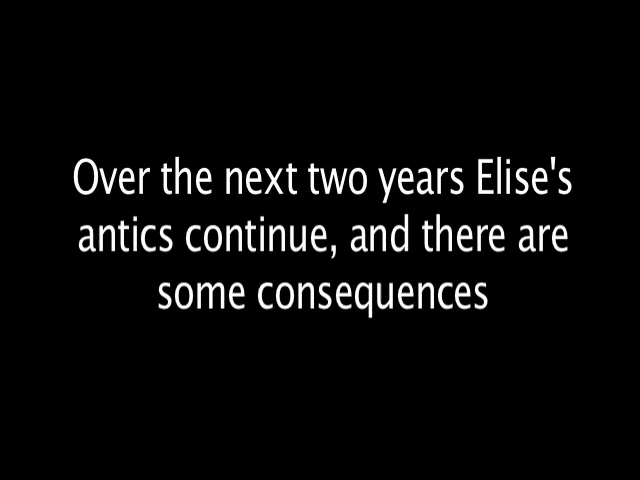 Over the next two years Elise's
antics continue, and there are
some consequences